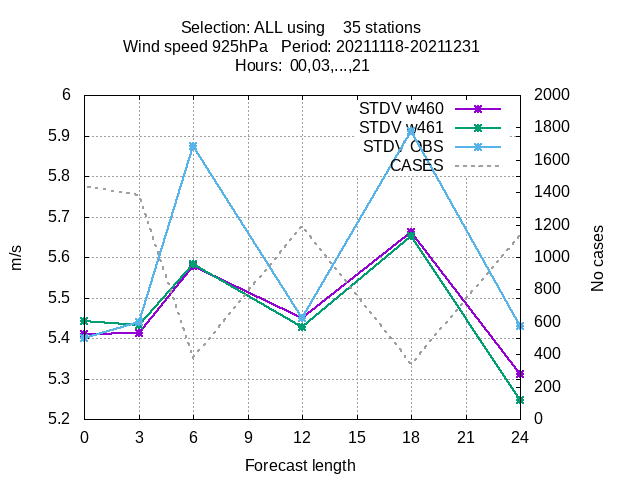 Selection: ALL using    35 stations
Wind speed 925hPa   Period: 20211118-20211231
Hours: 00,03,...,21
STDV w460
STDV w461
STDV OBS
CASES
6
5.9
5.8
5.7
5.6
5.5
5.4
5.3
5.2
m/s
2000
1800
1600
1400
1200
1000
800
600
400
200
0
No cases
0 3 6 9 12 15 18 21 24
Forecast length